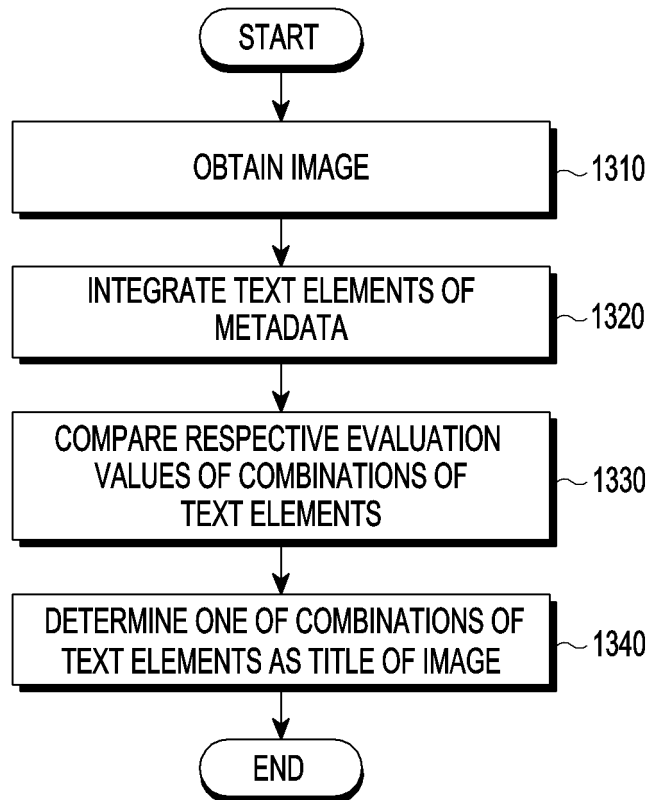 START
OBTAIN IMAGE
1310
INTEGRATE TEXT ELEMENTS OF
METADATA
1320
COMPARE RESPECTIVE EVALUATION
VALUES OF COMBINATIONS OF
TEXT ELEMENTS
1330
DETERMINE ONE OF COMBINATIONS OF
TEXT ELEMENTS AS TITLE OF IMAGE
1340
END